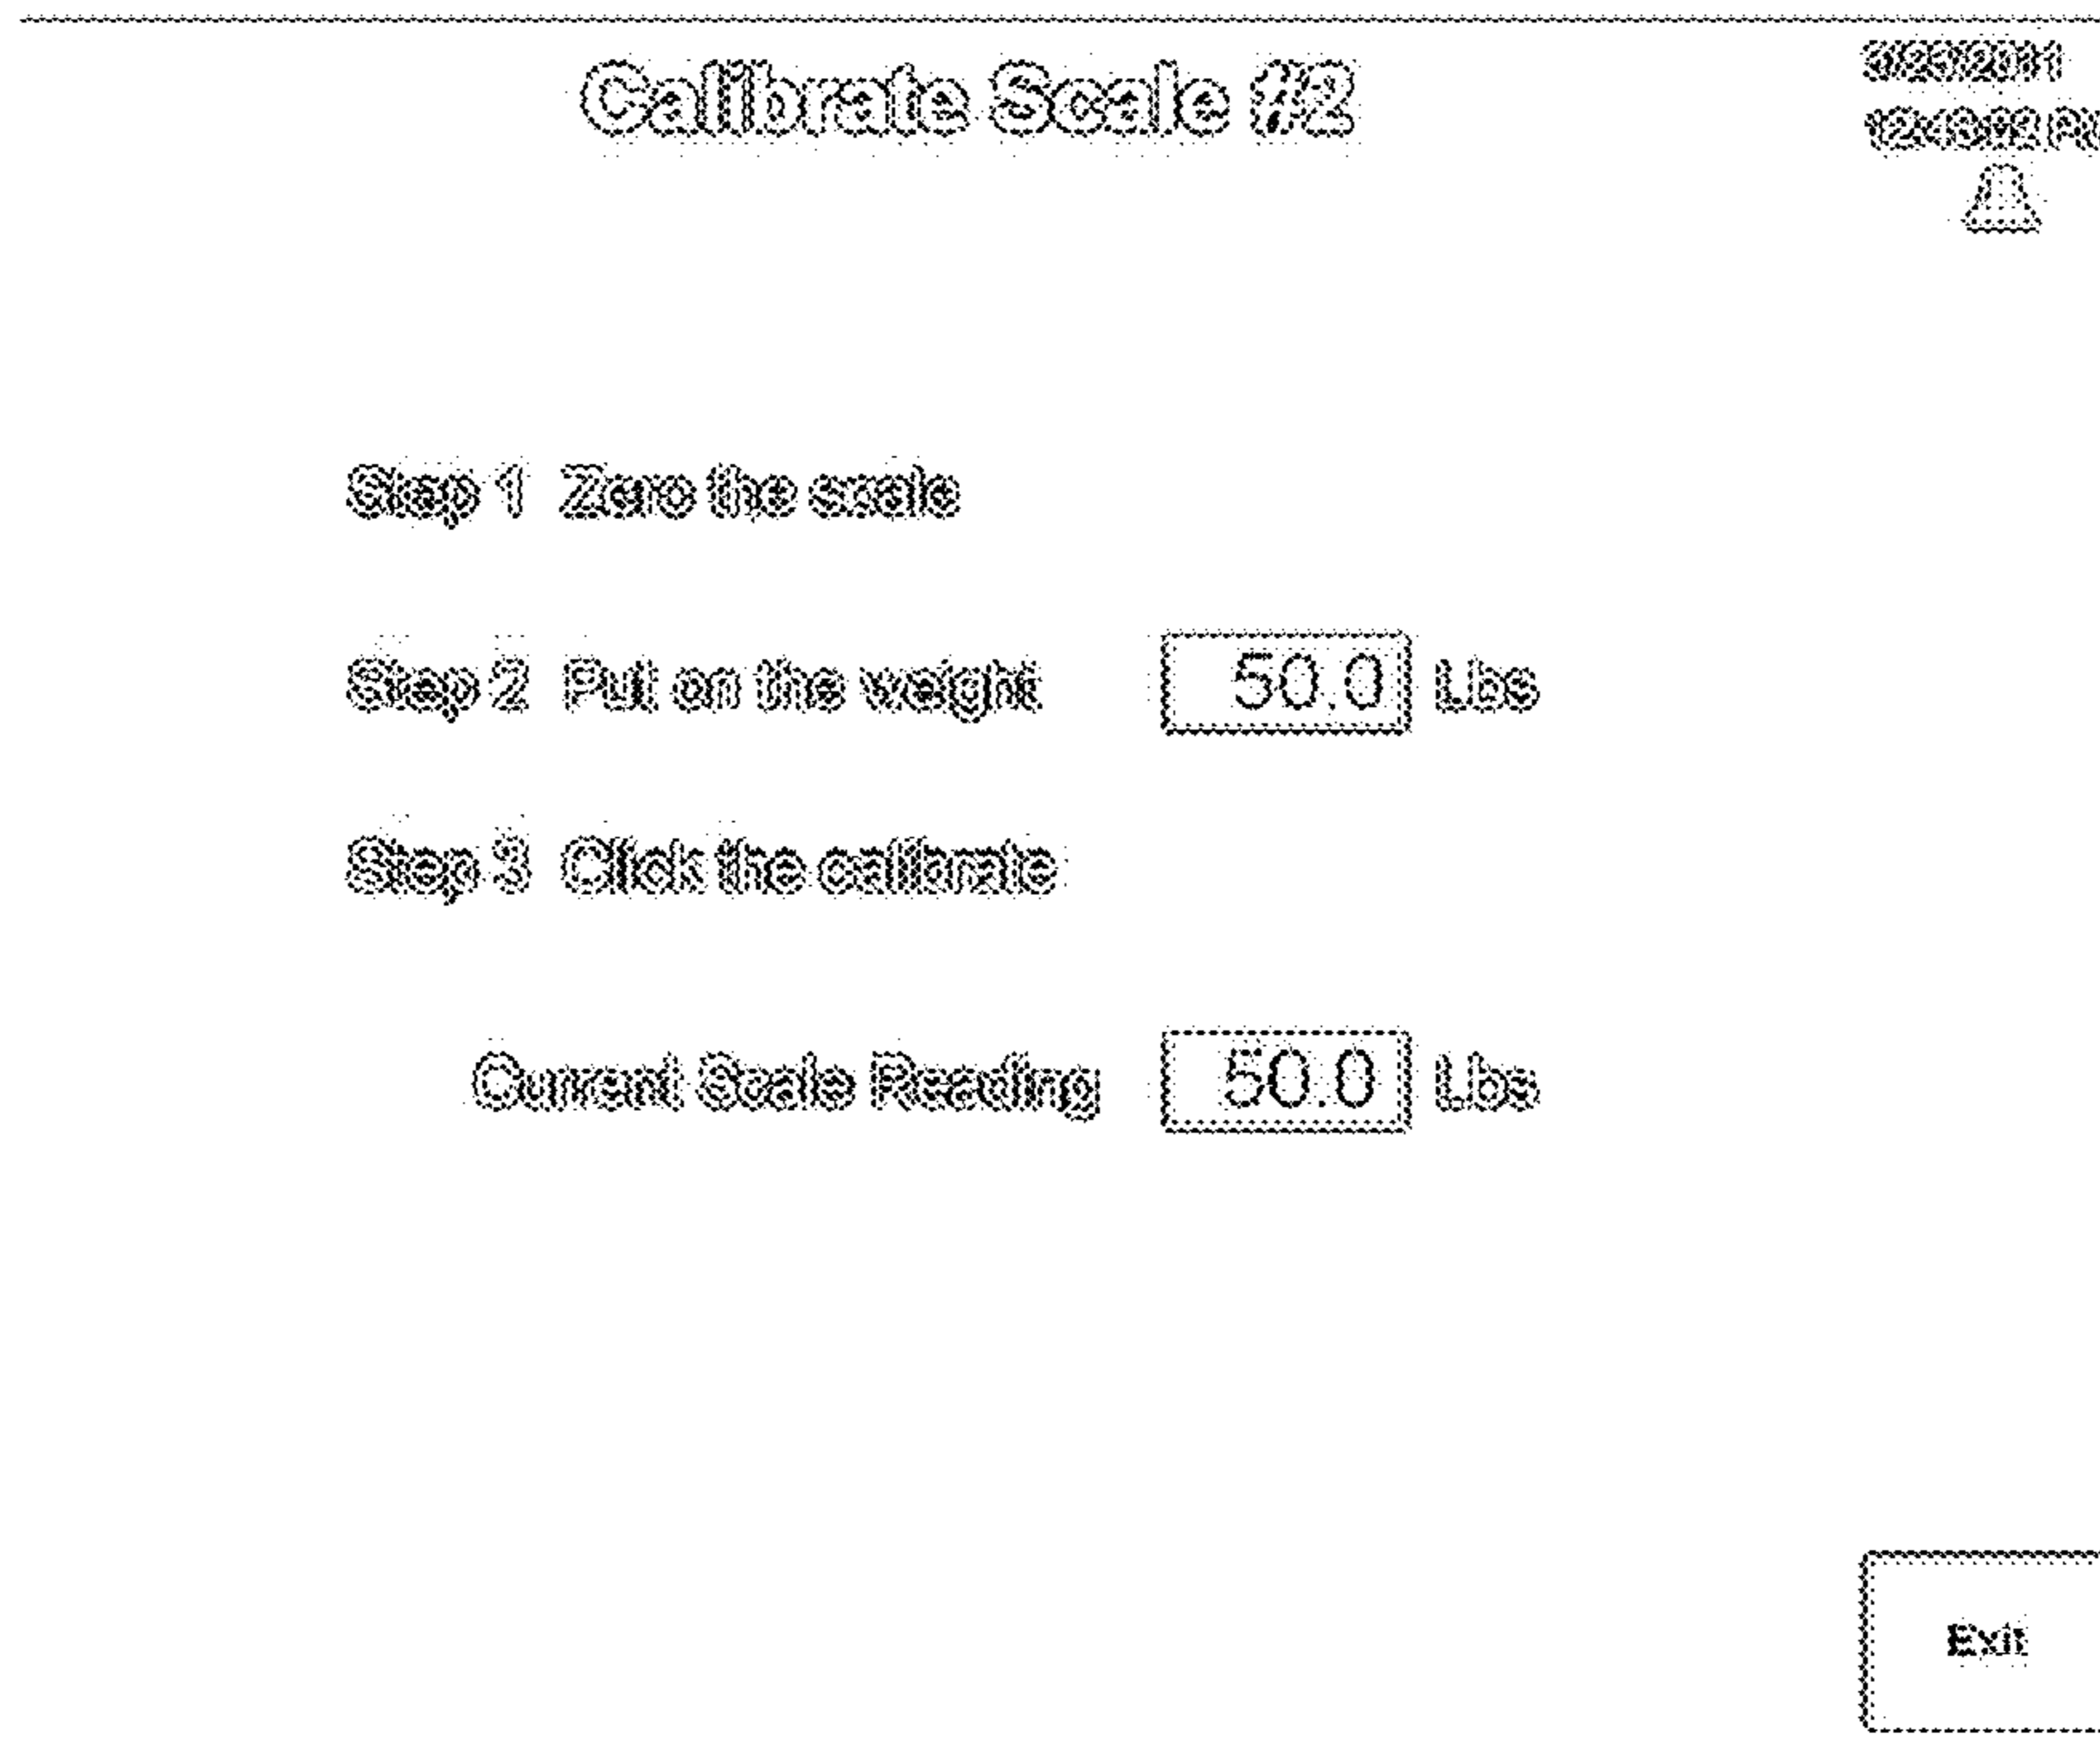 Calibrate Scale #2
Step 1 Zero the scale
Step 2 Put on the weight 50.0 Lbs
Step 3 Click the calibrate
Current Scale Reading 50.0 Lbs
Exit